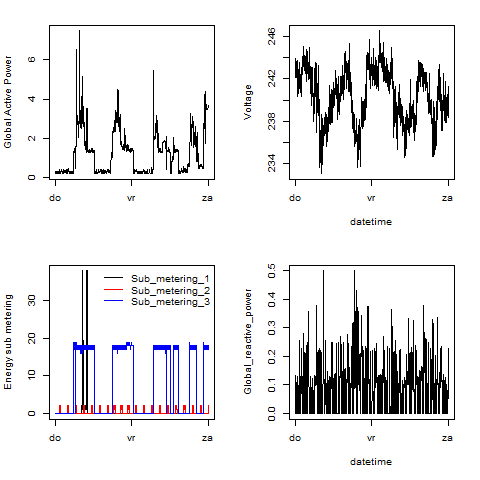 Global Active Power
6
4
2
0
do vr za
Voltage
246
242
238
234
do vr za
datetime
Energy sub metering
30
20
10
0
Sub_metering_1
Sub_metering_2
Sub_metering_3
do vr za
Global_reactive_power
0.5
0.4
0.3
0.2
0.1
0.0
do vr za
datetime